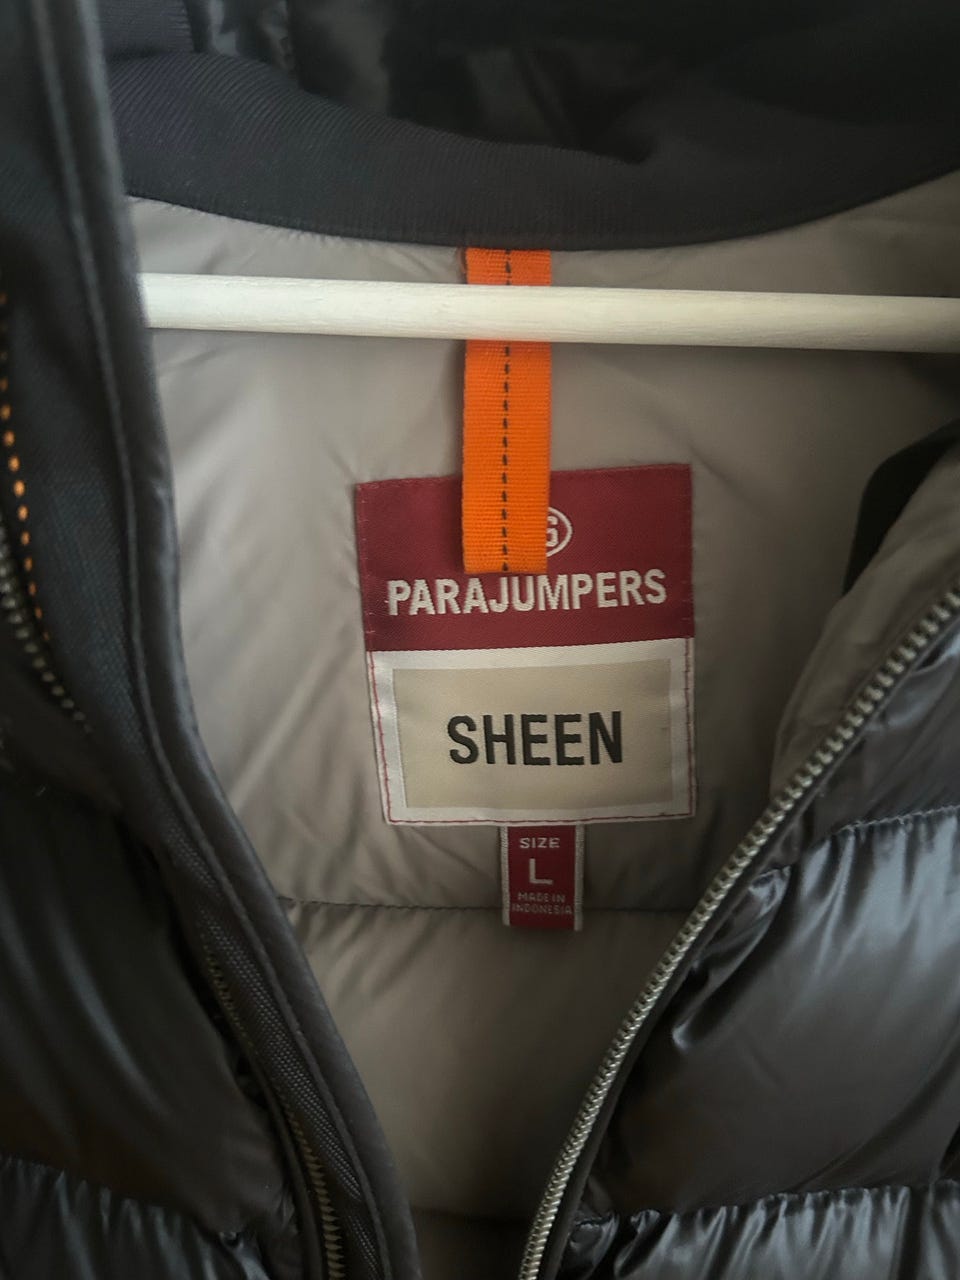 PARAJUMPERS
SHEEN
SIZE
L
MADE IN
INDONESIA